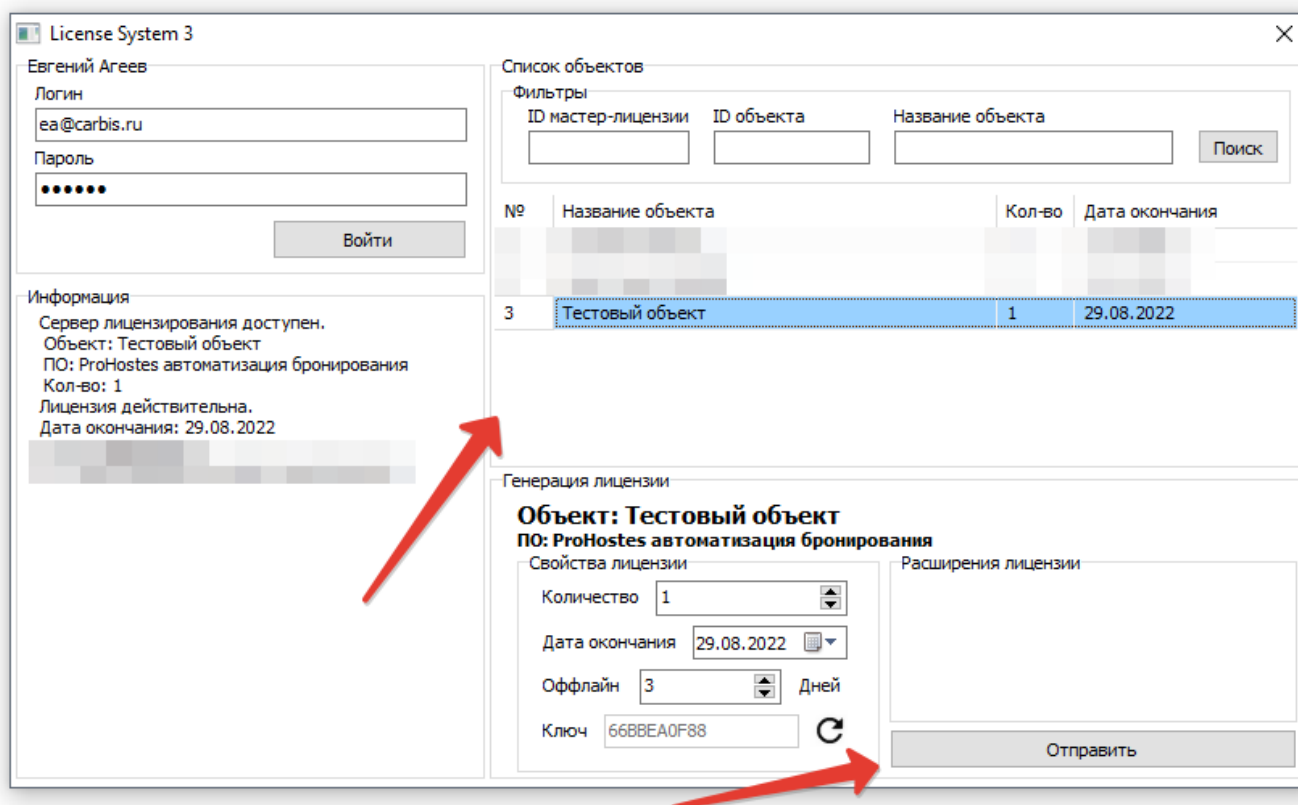 License System 3
Евгений Агеев
Логин
ea@carbis.ru
Пароль
••••••
Войти
Информация
Сервер лицензирования доступен.
Объект: Тестовый объект
ПО: ProHostes автоматизация бронирования
Кол-во: 1
Лицензия действительна.
Дата окончания: 29.08.2022
Список объектов
Фильтры
ID мастер-лицензии ID объекта Название объекта
Поиск
№ Название объекта Кол-во Дата окончания
3 Тестовый объект 1 29.08.2022
Генерация лицензии
Объект: Тестовый объект
ПО: ProHostes автоматизация бронирования
Свойства лицензии
Количество 1
Дата окончания 29.08.2022
Оффлайн 3 Дней
Ключ 66BBEA0F88
Расширения лицензии
Отправить